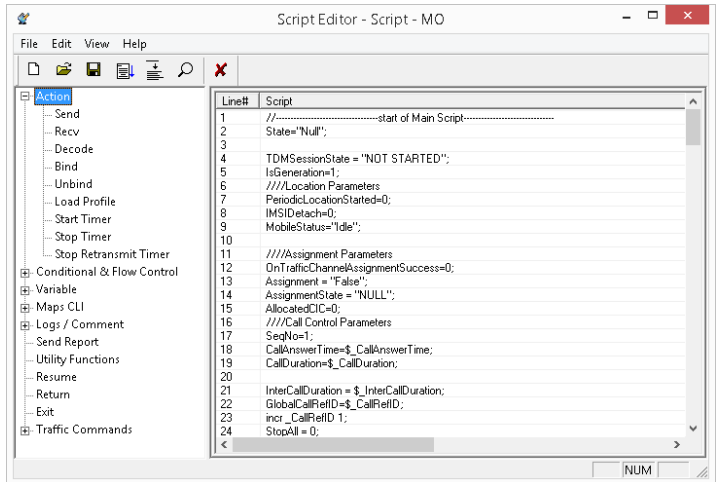 Script Editor - Script - MO
File Edit View Help
Action
Send
Recv
Decode
Bind
Unbind
Load Profile
Start Timer
Stop Timer
Stop Retransmit Timer
Conditional & Flow Control
Variable
Maps CLI
Logs / Comment
Send Report
Utility Functions
Resume
Return
Exit
Traffic Commands
Line# Script
1 //----------------------------------start of Main Script------------------------------
2 State="Null";
3
4 TDMSessionState = "NOT STARTED";
5 IsGeneration=1;
6 ////Location Parameters
7 PeriodicLocationStarted=0;
8 IMSIDetach=0;
9 MobileStatus="Idle";
10
11 ////Assignment Parameters
12 OnTrafficChannelAssignmentSuccess=0;
13 Assignment = "False";
14 AssignmentState = "NULL";
15 AllocatedCIC=0;
16 ////Call Control Parameters
17 SeqNo=1;
18 CallAnswerTime=$_CallAnswerTime;
19 CallDuration=$_CallDuration;
20
21 InterCallDuration = $_InterCallDuration;
22 GlobalCallRefID=$_CallRefID;
23 incr _CallRefID 1;
24 StopAll = 0;
NUM